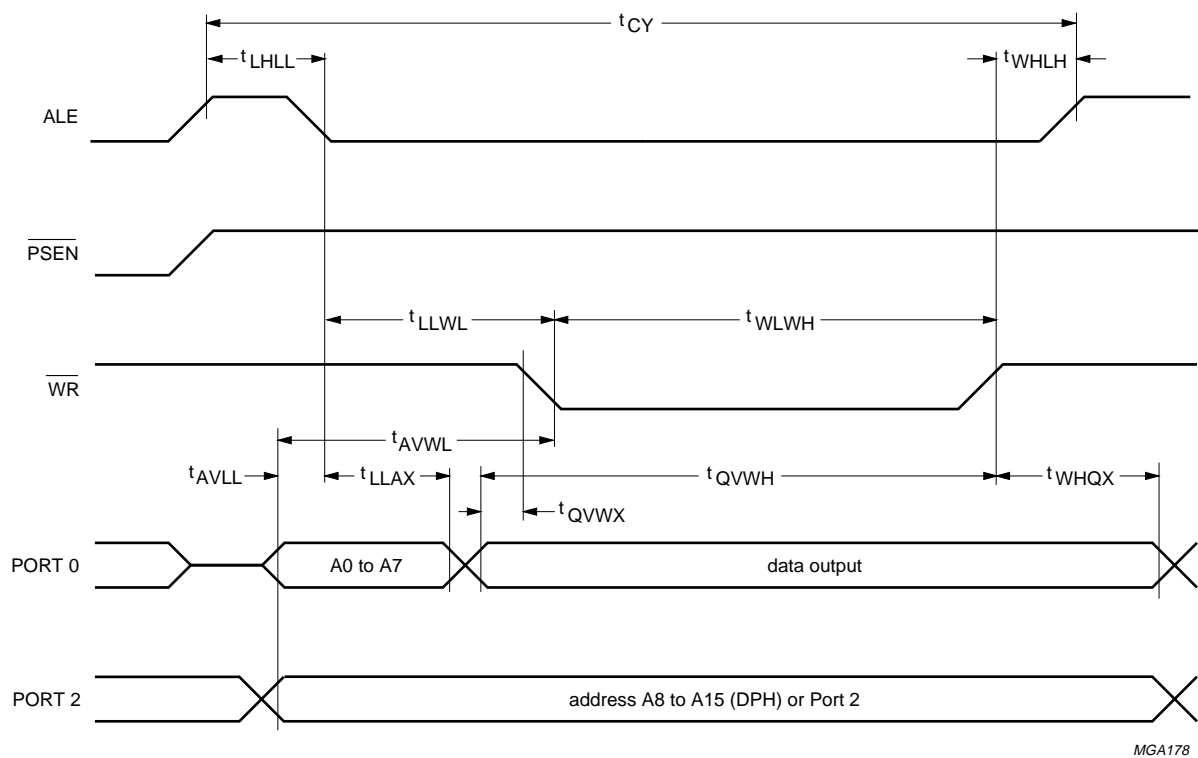 tCY
tLHLL
tWHLH
ALE
PSEN
tLLWL
tWLWH
WR
tAVWL
tAVLL
tLLAX
tQVWH
tWHQX
tQVWX
PORT 0
A0 to A7
data output
PORT 2
address A8 to A15 (DPH) or Port 2
MGA178